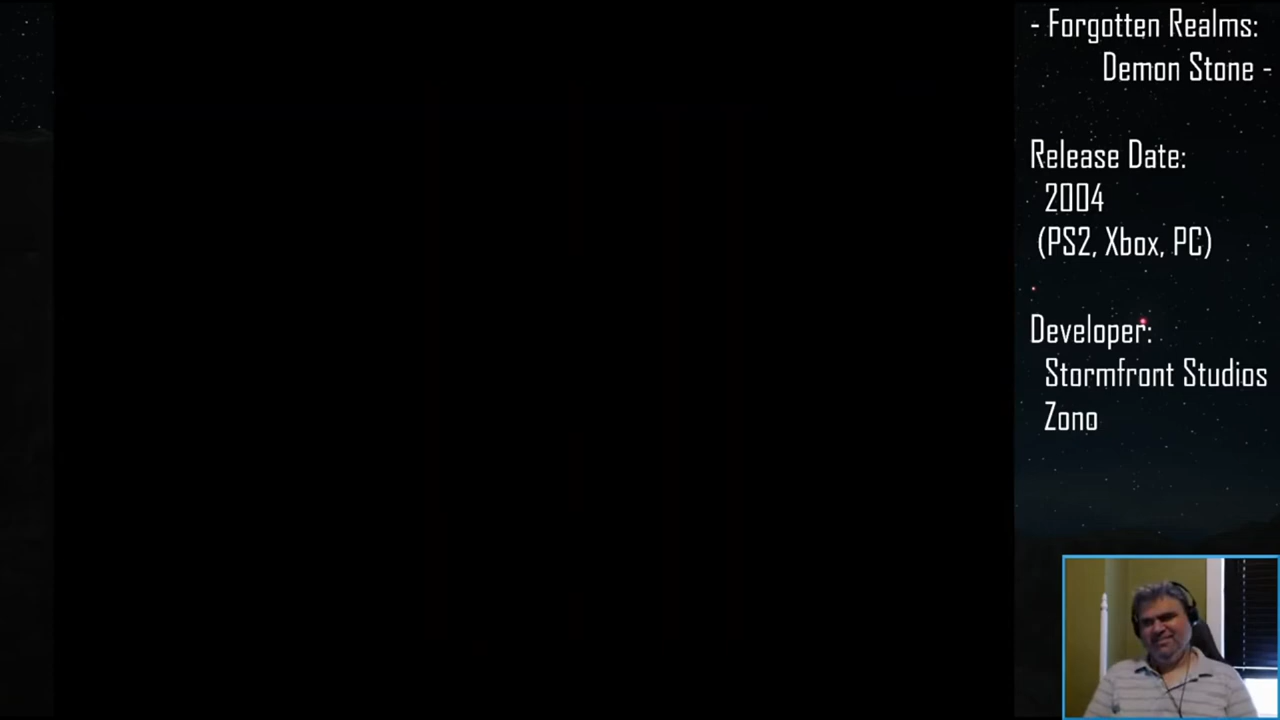 - Forgotten Realms:
Demon Stone -
Release Date:
2004
(PS2, Xbox, PC)
Developer:
Stormfront Studios
Zono